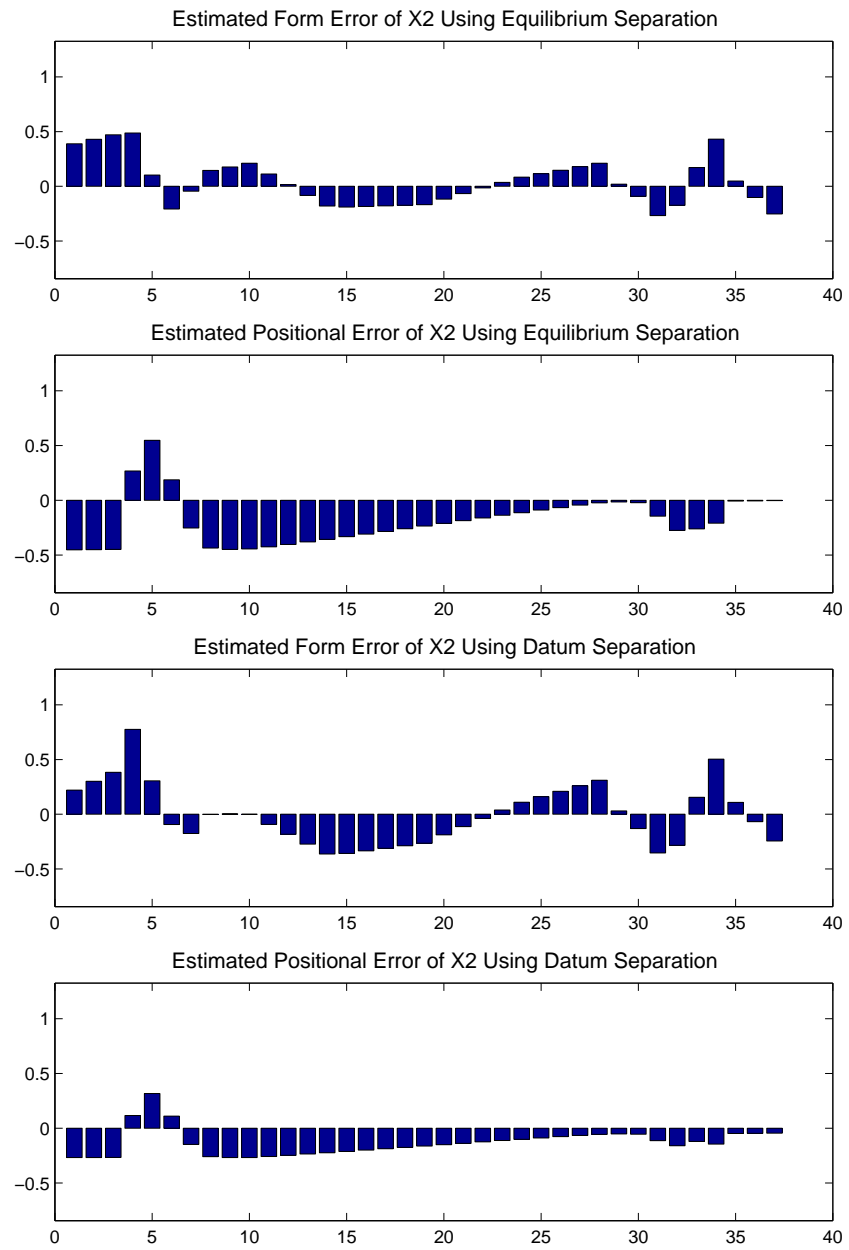 Estimated Form Error of X2 Using Equilibrium Separation
1
0.5
0
−0.5
0 5 10 15 20 25 30 35 40
Estimated Positional Error of X2 Using Equilibrium Separation
1
0.5
0
−0.5
0 5 10 15 20 25 30 35 40
Estimated Form Error of X2 Using Datum Separation
1
0.5
0
−0.5
0 5 10 15 20 25 30 35 40
Estimated Positional Error of X2 Using Datum Separation
1
0.5
0
−0.5
0 5 10 15 20 25 30 35 40